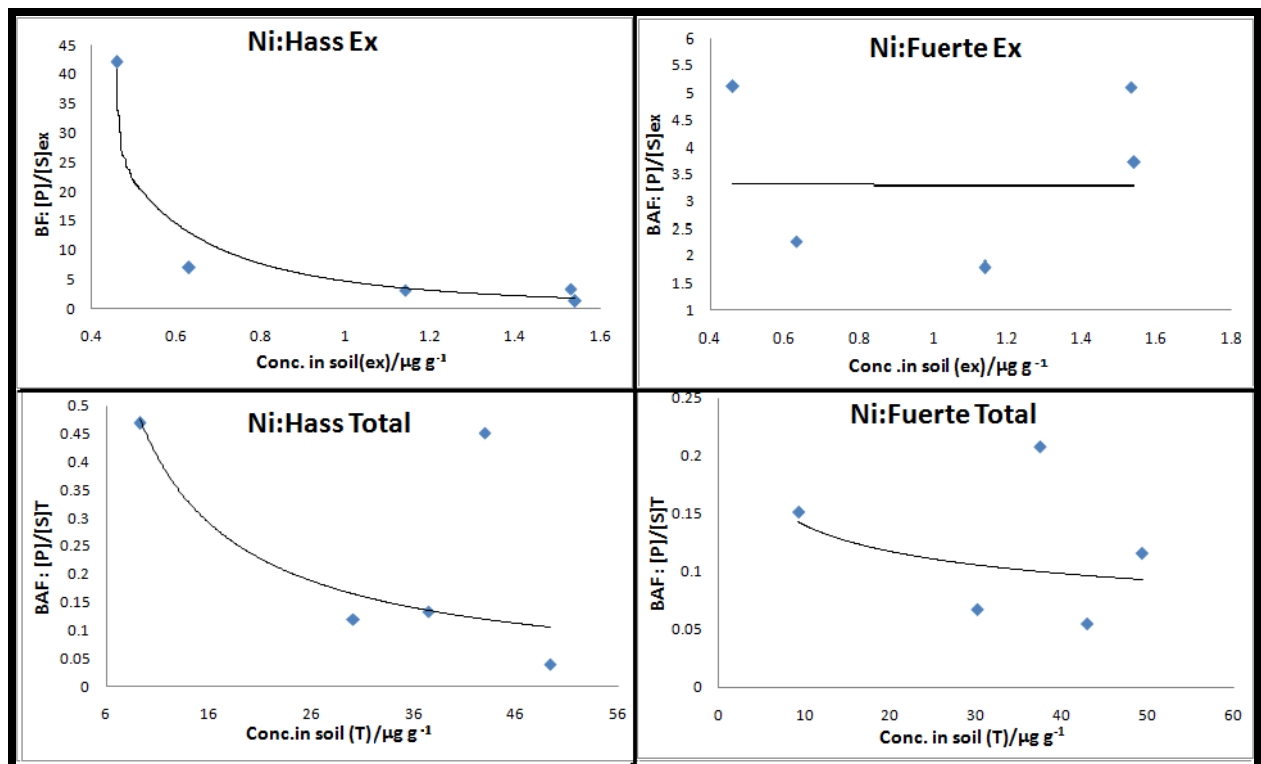 Ni:Hass Ex
45
40
35
30
25
20
15
10
5
0
BF: [P]/[S]ex
0.4 0.6 0.8 1 1.2 1.4 1.6
Conc. in soil(ex)/µg g⁻¹
Ni:Fuerte Ex
6
5.5
5
4.5
4
3.5
3
2.5
2
1.5
1
BAF: [P]/[S]ex
0.4 0.6 0.8 1 1.2 1.4 1.6 1.8
Conc .in soil (ex)/µg g⁻¹
Ni:Hass Total
0.5
0.45
0.4
0.35
0.3
0.25
0.2
0.15
0.1
0.05
0
BAF : [P]/[S]T
6 16 26 36 46 56
Conc.in soil (T)/µg g⁻¹
Ni:Fuerte Total
0.25
0.2
0.15
0.1
0.05
0
BAF: [P]/[S]T
0 10 20 30 40 50 60
Conc. in soil (T)/µg g⁻¹